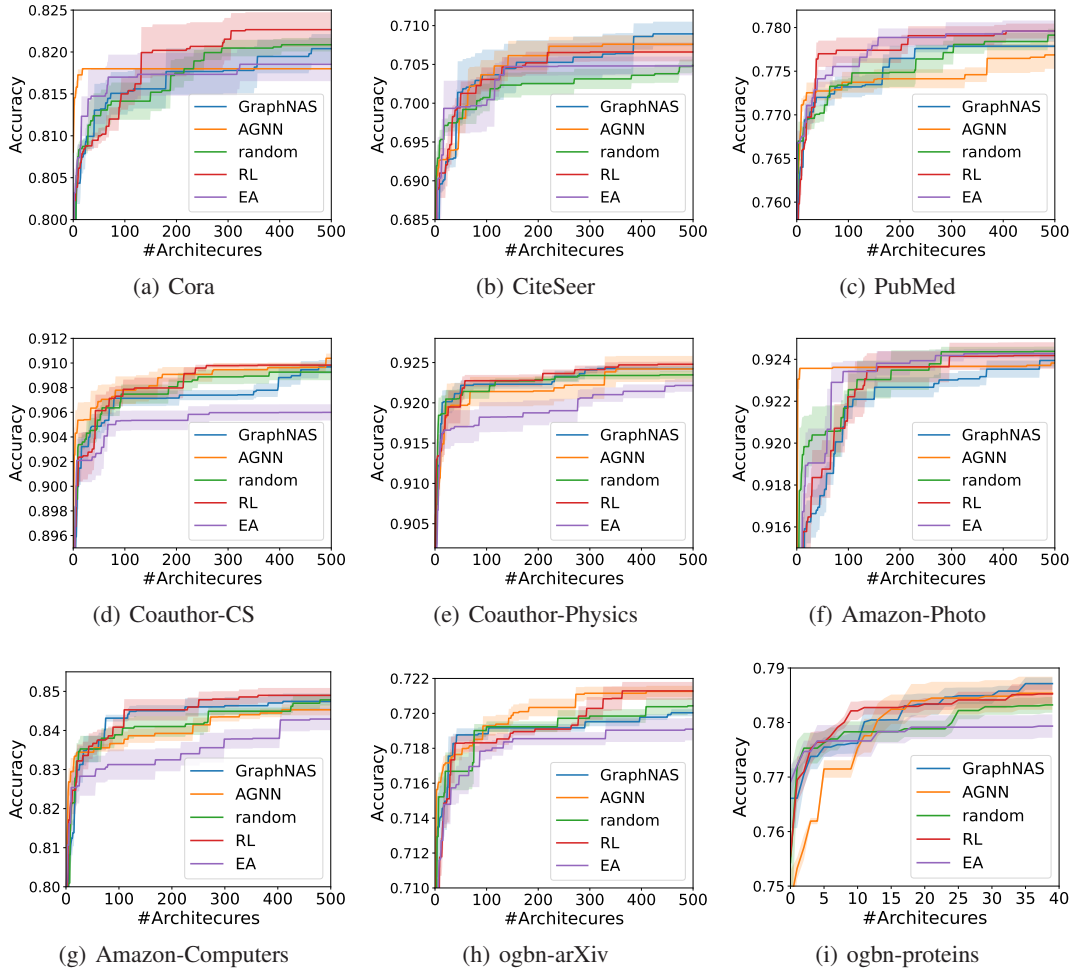 0.825
0.820
0.815
0.810
0.805
0.800
Accuracy
GraphNAS
AGNN
random
RL
EA
0 100 200 300 400 500
#Architecures
(a) Cora
0.710
0.705
0.700
0.695
0.690
0.685
Accuracy
GraphNAS
AGNN
random
RL
EA
0 100 200 300 400 500
#Architecures
(b) CiteSeer
0.780
0.775
0.770
0.765
0.760
Accuracy
GraphNAS
AGNN
random
RL
EA
0 100 200 300 400 500
#Architecures
(c) PubMed
0.912
0.910
0.908
0.906
0.904
0.902
0.900
0.898
0.896
Accuracy
GraphNAS
AGNN
random
RL
EA
0 100 200 300 400 500
#Architecures
(d) Coauthor-CS
0.925
0.920
0.915
0.910
0.905
Accuracy
GraphNAS
AGNN
random
RL
EA
0 100 200 300 400 500
#Architecures
(e) Coauthor-Physics
0.924
0.922
0.920
0.918
0.916
Accuracy
GraphNAS
AGNN
random
RL
EA
0 100 200 300 400 500
#Architecures
(f) Amazon-Photo
0.85
0.84
0.83
0.82
0.81
0.80
Accuracy
GraphNAS
AGNN
random
RL
EA
0 100 200 300 400 500
#Architecures
(g) Amazon-Computers
0.722
0.720
0.718
0.716
0.714
0.712
0.710
Accuracy
GraphNAS
AGNN
random
RL
EA
0 100 200 300 400 500
#Architecures
(h) ogbn-arXiv
0.79
0.78
0.77
0.76
0.75
Accuracy
GraphNAS
AGNN
random
RL
EA
0 5 10 15 20 25 30 35 40
#Architecures
(i) ogbn-proteins